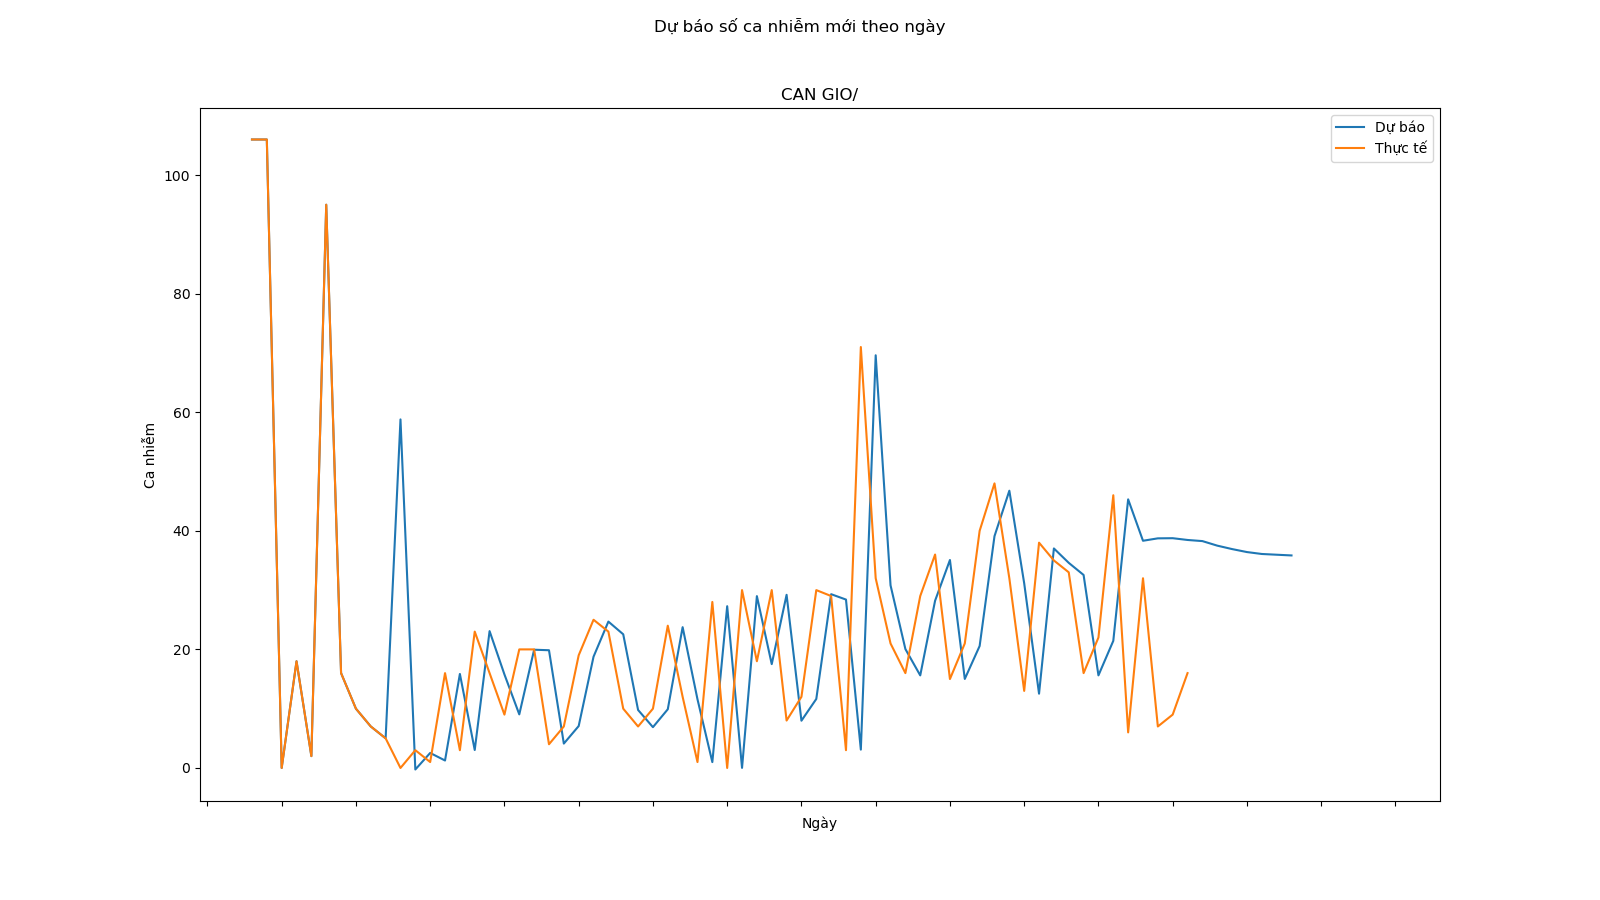 Dự báo số ca nhiễm mới theo ngày
CAN GIO/
Dự báo
Thực tế
100
80
60
40
20
0
Ca nhiễm
Ngày